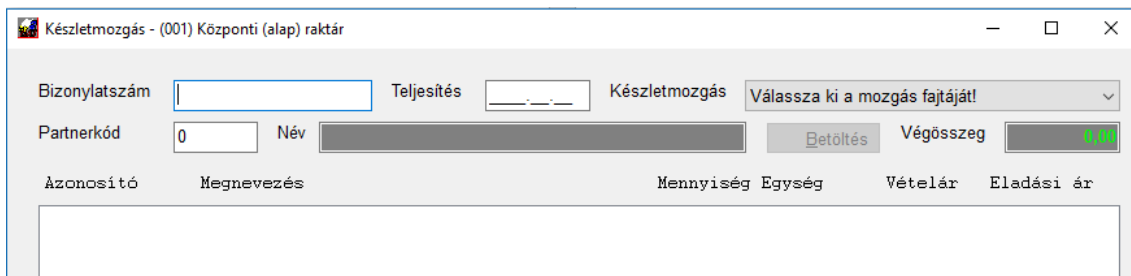 Készletmozgás - (001) Központi (alap) raktár
Bizonylatszám Teljesítés ____.__.__ Készletmozgás Válassza ki a mozgás fajtáját!
Partnerkód 0 Név Betöltés Végösszeg 0,00
Azonosító Megnevezés Mennyiség Egység Vételár Eladási ár